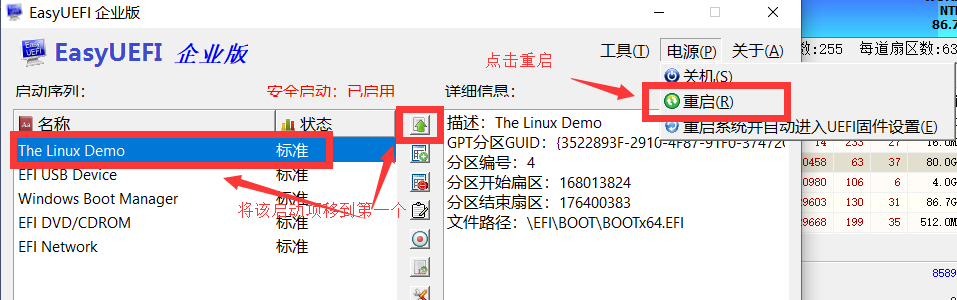 EasyUEFI 企业版
EasyUEFI 企业版
工具(T) 电源(P) 关于(A)
点击重启
关机(S)
重启(R)
重启系统并自动进入UEFI固件设置(E)
启动序列：
安全启动：已启用
详细信息：
名称 状态
The Linux Demo 标准
EFI USB Device 标准
Windows Boot Manager 标准
EFI DVD/CDROM 标准
EFI Network 标准
将该启动项移到第一个
描述：The Linux Demo
GPT分区GUID：{3522893F-2910-4F87-91F0-374720
分区编号：4
分区开始扇区：168013824
分区结束扇区：176400383
文件路径：\EFI\BOOT\BOOTx64.EFI
NT
86.7
数:255 每道扇区数:63
14 233 27 16.0M
0458 63 37 80.0G
0980 106 6 4.0G
9603 130 31 86.7G
9668 199 35 512.0M
8589